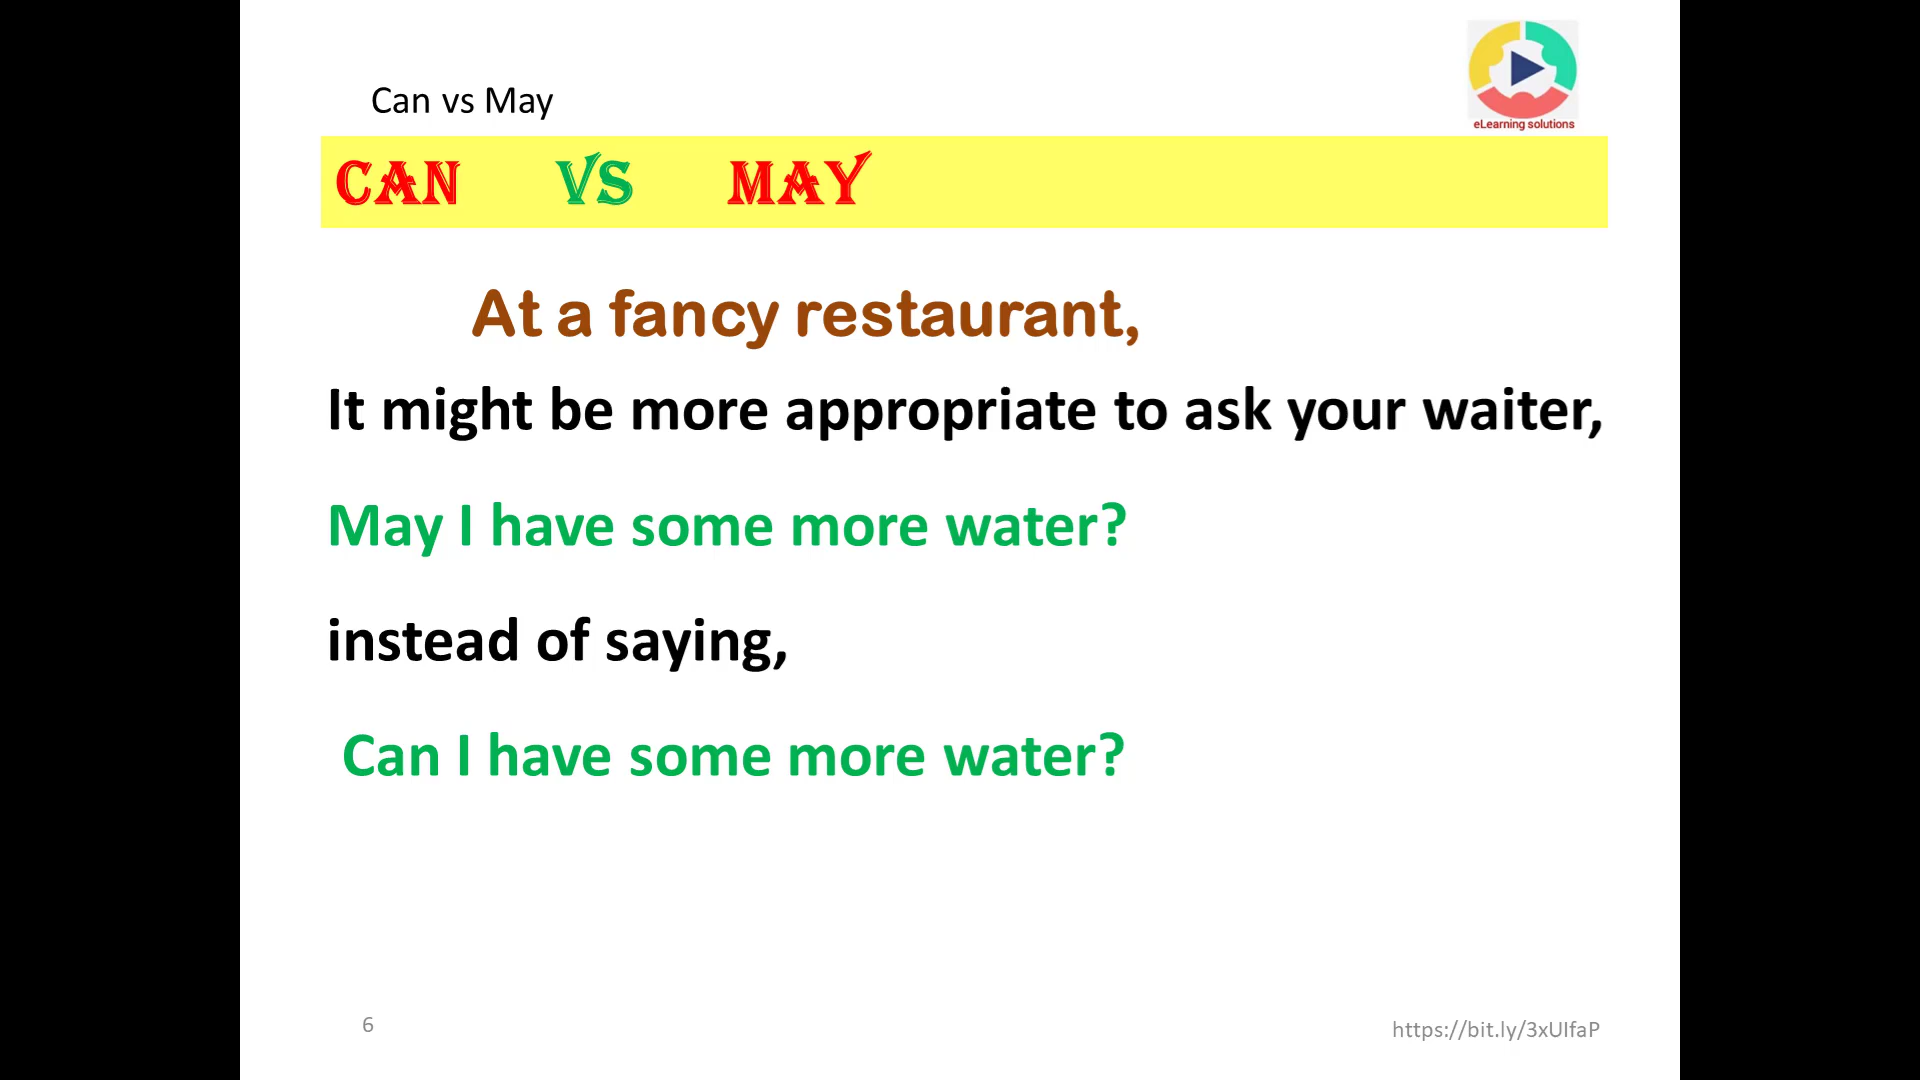 Can vs May
eLearning solutions
CAN VS MAY
At a fancy restaurant,
It might be more appropriate to ask your waiter,
May I have some more water?
instead of saying,
Can I have some more water?
6
https://bit.ly/3xUIfaP